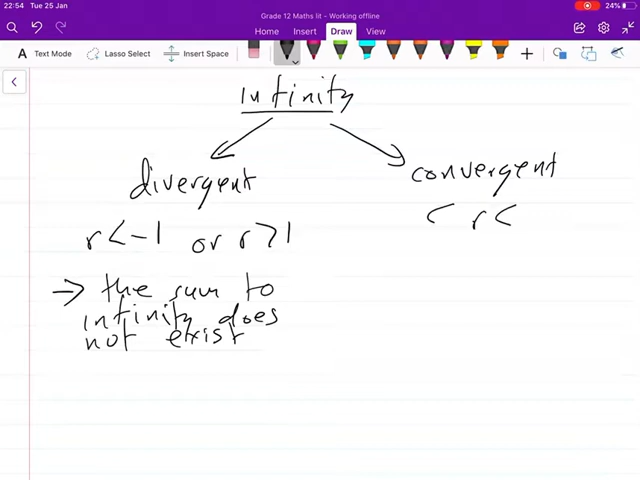 22:54 Tue 25 Jan
24%
Grade 12 Maths lit - Working offline
Home Insert Draw View
Text Mode Lasso Select Insert Space
infinity
divergent
convergent
r < -1 or r > 1
< r <
→ the sum to
infinity does
not exist